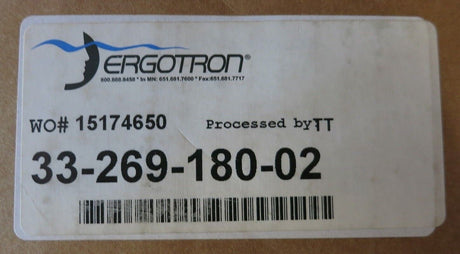 ERGOTRON®
800.888.8458 * In MN: 651.681.7600 * Fax:651.681.7717
WO# 15174650 Processed by TT
33-269-180-02